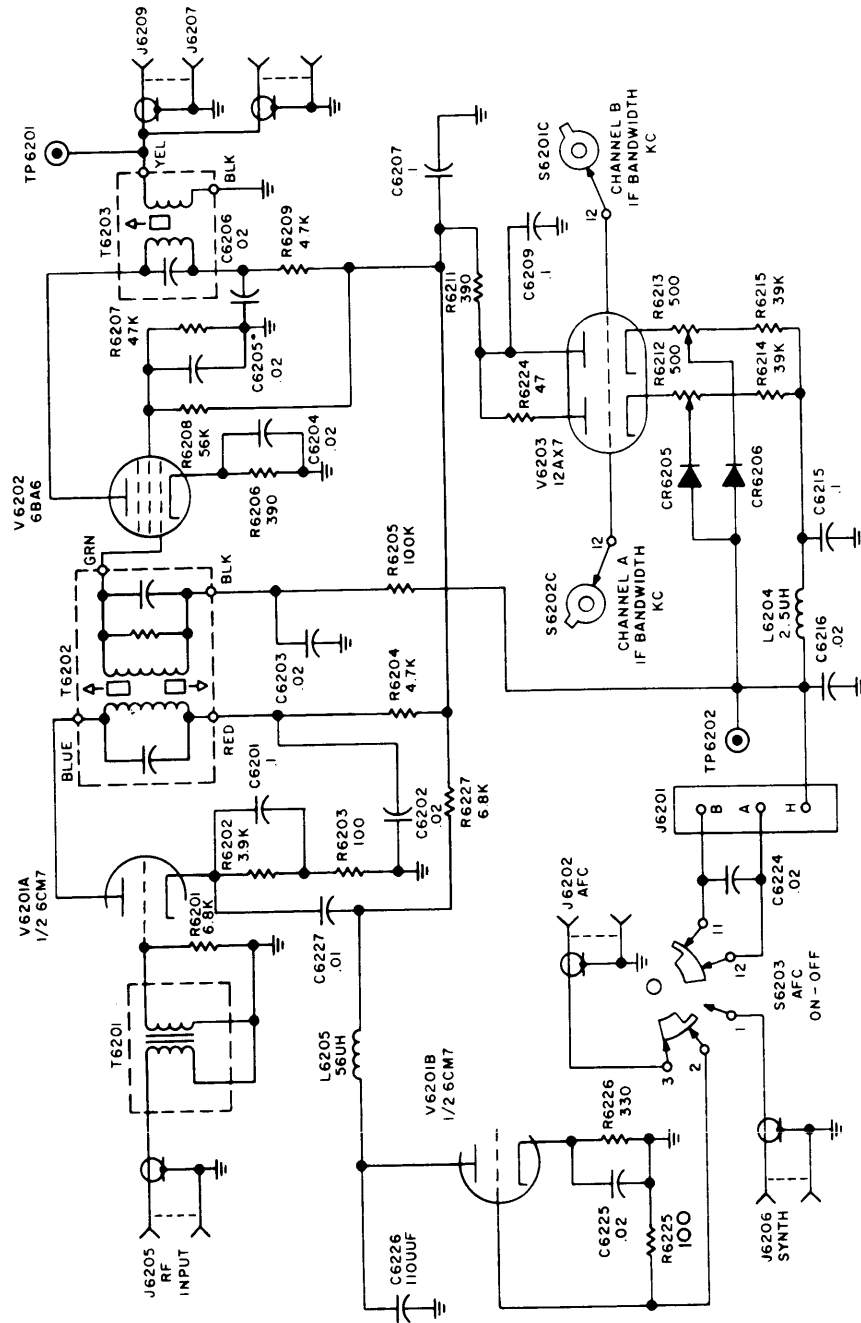 J6205
RF
INPUT
T6201
R6201
6.8K
V6201A
1/2 6CM7
BLUE
T6202
GRN
RED
BLK
R6202
3.9K
C6201
.1
R6203
100
C6202
.02
C6227
.01
R6227
6.8K
C6203
.02
R6204
4.7K
R6205
100K
V6202
6BA6
R6206
390
C6204
.02
R6208
56K
R6207
47K
C6205*
.02
T6203
C6206
.02
R6209
4.7K
TP6201
YEL
BLK
J6209
J6207
C6207
.1
L6205
56UH
C6226
110UUF
V6201B
1/2 6CM7
C6225
.02
R6226
330
R6225
100
J6202
AFC
3
2
1
11
12
S6203
AFC
ON-OFF
J6206
SYNTH
J6201
B
A
H
C6224
.02
TP6202
C6216
.02
L6204
2.5UH
C6215
.1
CR6205
CR6206
S6202C
CHANNEL A
IF BANDWIDTH
KC
12
V6203
12AX7
R6224
47
R6211
390
C6209
.1
R6212
500
R6213
500
R6214
39K
R6215
39K
12
S6201C
CHANNEL B
IF BANDWIDTH
KC